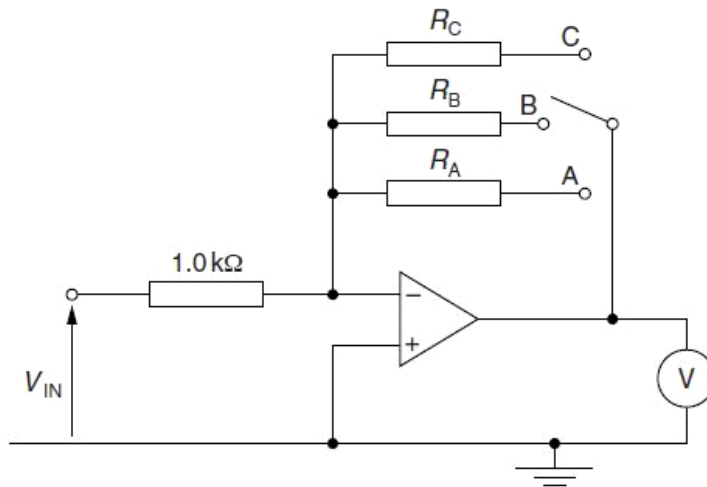 R_C C
R_B B
R_A A
1.0 kΩ
−
+
V_IN
V